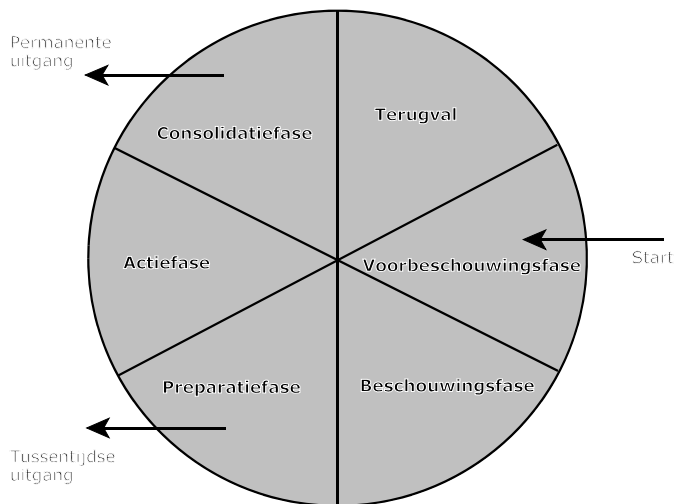 Permanente
uitgang
Terugval
Consolidatiefase
Start
Voorbeschouwingsfase
Actiefase
Preparatiefase
Beschouwingsfase
Tussentijdse
uitgang